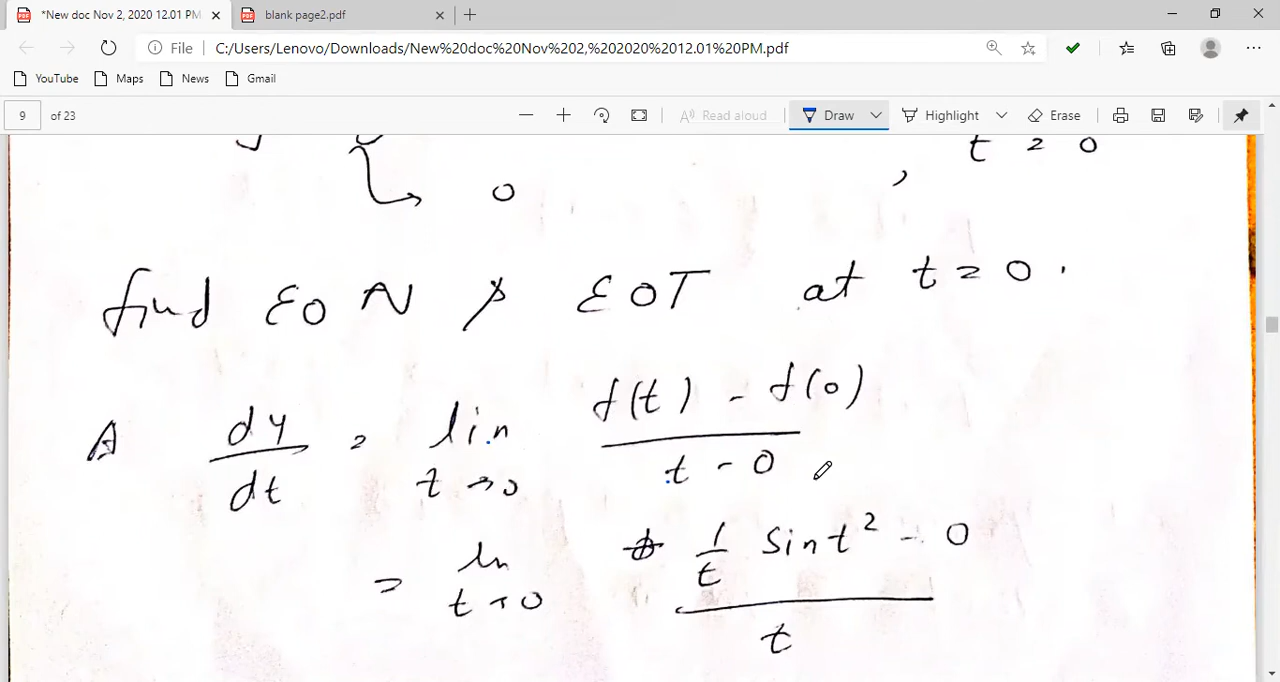 *New doc Nov 2, 2020 12.01 PM blank page2.pdf
File C:/Users/Lenovo/Downloads/New%20doc%20Nov%202,%202020%2012.01%20PM.pdf
YouTube Maps News Gmail
9 of 23 Read aloud Draw Highlight Erase
t = 0
0 ,
find EON & EOT at t = 0 .
A dy/dt = lim t→0 f(t) - f(0) / t - 0
= lim t→0 1/t sin t² - 0 / t